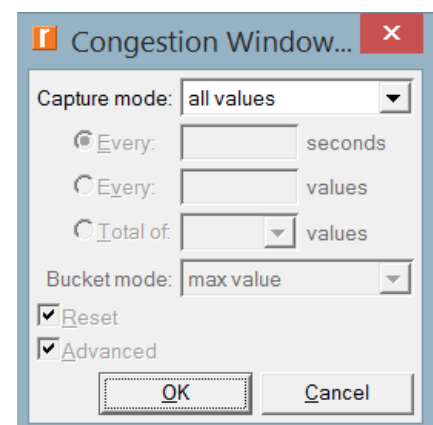 Congestion Window...
Capture mode: all values
Every: seconds
Every: values
Total of: values
Bucket mode: max value
Reset
Advanced
OK Cancel